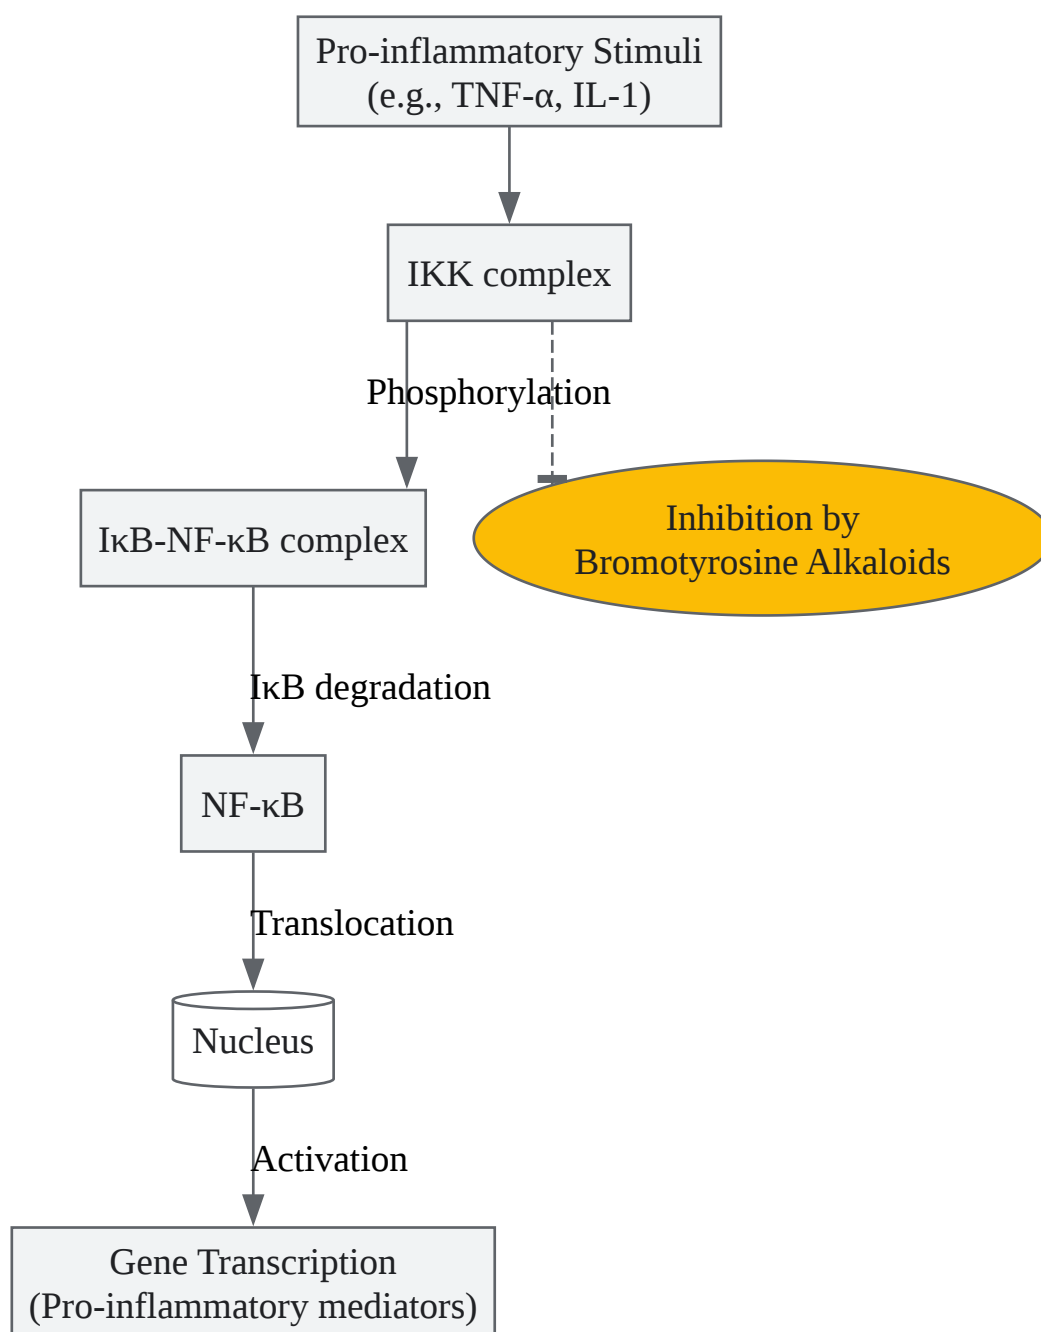 Pro-inflammatory Stimuli
(e.g., TNF-α, IL-1)
IKK complex
Phosphorylation
IκB-NF-κB complex
Inhibition by
Bromotyrosine Alkaloids
IκB degradation
NF-κB
Translocation
Nucleus
Activation
Gene Transcription
(Pro-inflammatory mediators)